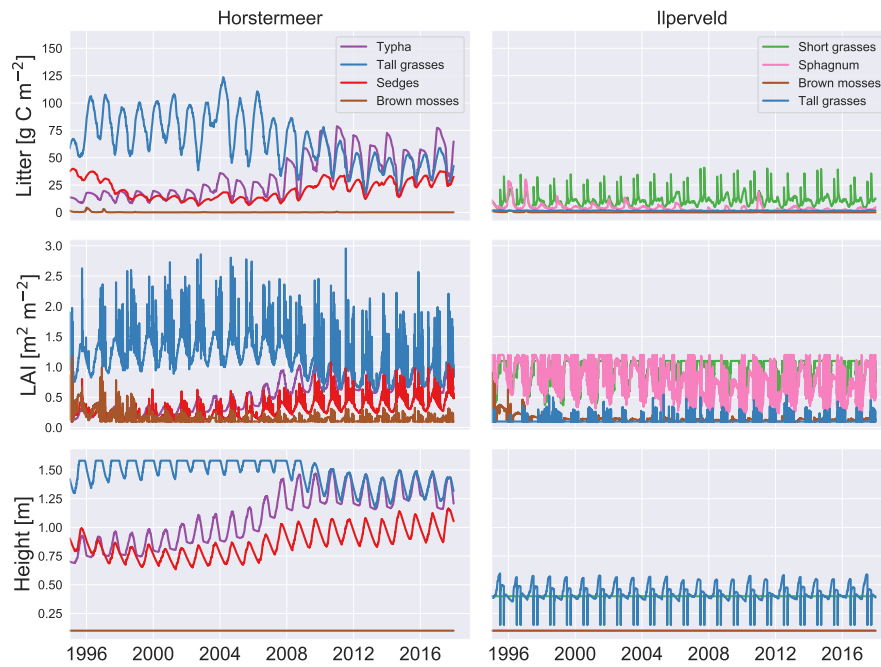 Horstermeer
Ilperveld
Litter [g C m⁻²]
150
125
100
75
50
25
0
Typha
Tall grasses
Sedges
Brown mosses
Short grasses
Sphagnum
Brown mosses
Tall grasses
LAI [m² m⁻²]
3.0
2.5
2.0
1.5
1.0
0.5
0.0
Height [m]
1.50
1.25
1.00
0.75
0.50
0.25
1996 2000 2004 2008 2012 2016
1996 2000 2004 2008 2012 2016